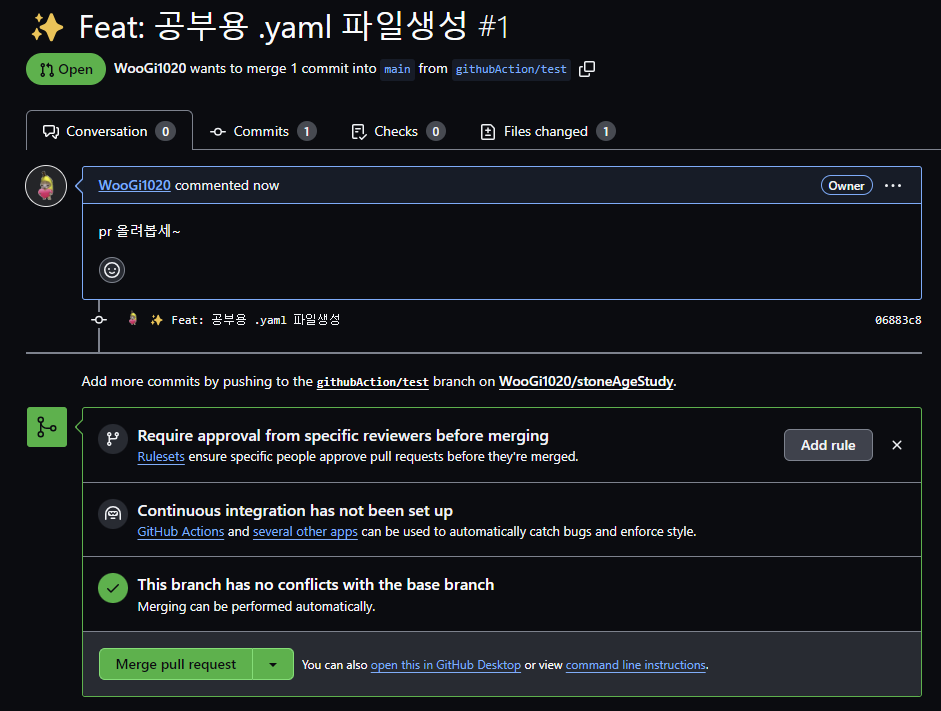 ✨ Feat: 공부용 .yaml 파일생성 #1
Open WooGi1020 wants to merge 1 commit into main from githubAction/test
Conversation 0 Commits 1 Checks 0 Files changed 1
WooGi1020 commented now Owner ...
pr 올려봅세~
✨ Feat: 공부용 .yaml 파일생성 06883c8
Add more commits by pushing to the githubAction/test branch on WooGi1020/stoneAgeStudy.
Require approval from specific reviewers before merging
Rulesets ensure specific people approve pull requests before they're merged.
Add rule
Continuous integration has not been set up
GitHub Actions and several other apps can be used to automatically catch bugs and enforce style.
This branch has no conflicts with the base branch
Merging can be performed automatically.
Merge pull request You can also open this in GitHub Desktop or view command line instructions.